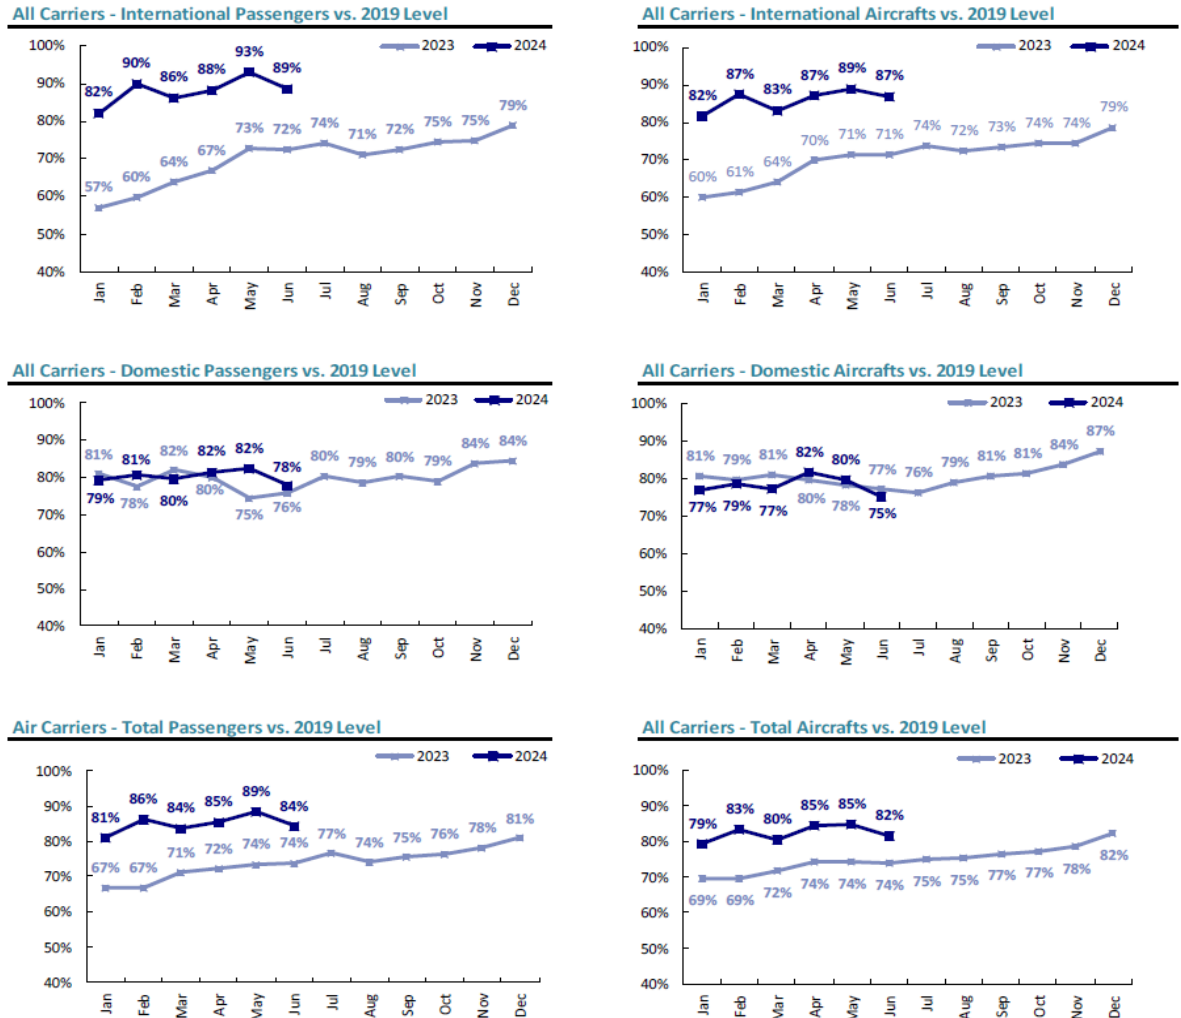 All Carriers - International Passengers vs. 2019 Level
2023 2024
100%
90%
80%
70%
60%
50%
40%
82% 90% 86% 88% 93% 89%
57% 60% 64% 67% 73% 72% 74% 71% 72% 75% 75% 79%
Jan Feb Mar Apr May Jun Jul Aug Sep Oct Nov Dec
All Carriers - International Aircrafts vs. 2019 Level
2023 2024
100%
90%
80%
70%
60%
50%
40%
82% 87% 83% 87% 89% 87%
60% 61% 64% 70% 71% 71% 74% 72% 73% 74% 74% 79%
Jan Feb Mar Apr May Jun Jul Aug Sep Oct Nov Dec
All Carriers - Domestic Passengers vs. 2019 Level
2023 2024
100%
90%
80%
70%
60%
50%
40%
81% 78% 82% 80% 75% 76% 80% 79% 80% 79% 84% 84%
79% 81% 80% 82% 82% 78%
Jan Feb Mar Apr May Jun Jul Aug Sep Oct Nov Dec
All Carriers - Domestic Aircrafts vs. 2019 Level
2023 2024
100%
90%
80%
70%
60%
50%
40%
81% 79% 81% 80% 78% 77% 76% 79% 81% 81% 84% 87%
77% 79% 77% 82% 80% 75%
Jan Feb Mar Apr May Jun Jul Aug Sep Oct Nov Dec
Air Carriers - Total Passengers vs. 2019 Level
2023 2024
100%
90%
80%
70%
60%
50%
40%
81% 86% 84% 85% 89% 84%
67% 67% 71% 72% 74% 74% 77% 74% 75% 76% 78% 81%
Jan Feb Mar Apr May Jun Jul Aug Sep Oct Nov Dec
All Carriers - Total Aircrafts vs. 2019 Level
2023 2024
100%
90%
80%
70%
60%
50%
40%
79% 83% 80% 85% 85% 82%
69% 69% 72% 74% 74% 74% 75% 75% 77% 77% 78% 82%
Jan Feb Mar Apr May Jun Jul Aug Sep Oct Nov Dec